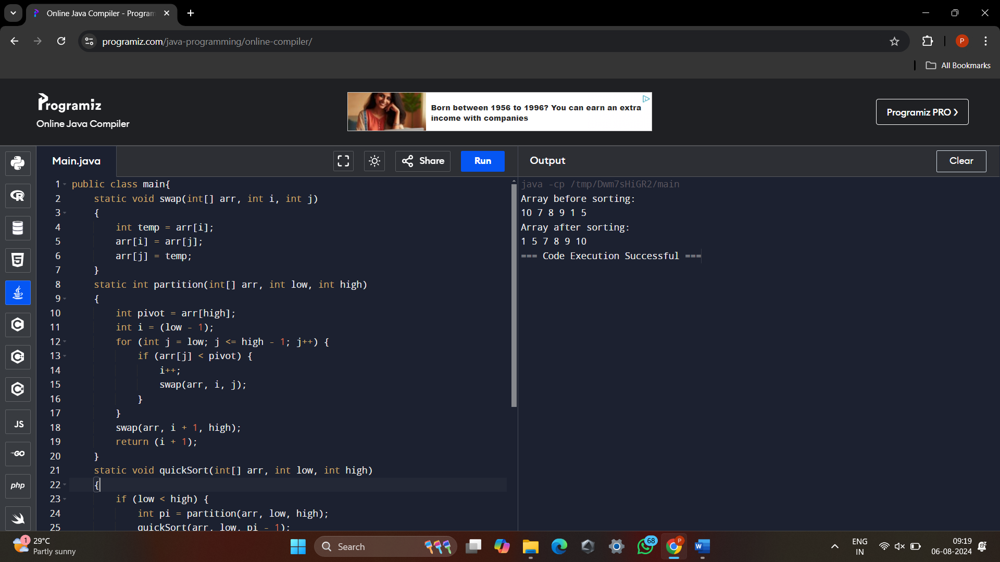 Online Java Compiler - Program
programiz.com/java-programming/online-compiler/
P
All Bookmarks
Programiz
Online Java Compiler
Born between 1956 to 1996? You can earn an extra
income with companies
Programiz PRO ❯
Main.java
Share
Run
Output
Clear
1 public class main{
2     static void swap(int[] arr, int i, int j)
3     {
4         int temp = arr[i];
5         arr[i] = arr[j];
6         arr[j] = temp;
7     }
8     static int partition(int[] arr, int low, int high)
9     {
10         int pivot = arr[high];
11         int i = (low - 1);
12         for (int j = low; j <= high - 1; j++) {
13             if (arr[j] < pivot) {
14                 i++;
15                 swap(arr, i, j);
16             }
17         }
18         swap(arr, i + 1, high);
19         return (i + 1);
20     }
21     static void quickSort(int[] arr, int low, int high)
22     {
23         if (low < high) {
24             int pi = partition(arr, low, high);
25             quickSort(arr, low, pi - 1);
java -cp /tmp/Dwm7sHiGR2/main
Array before sorting:
10 7 8 9 1 5
Array after sorting:
1 5 7 8 9 10
=== Code Execution Successful ===
R
5
C
C
C
JS
GO
php
1
29°C
Partly sunny
Search
68
P
W
ENG
IN
09:19
06-08-2024